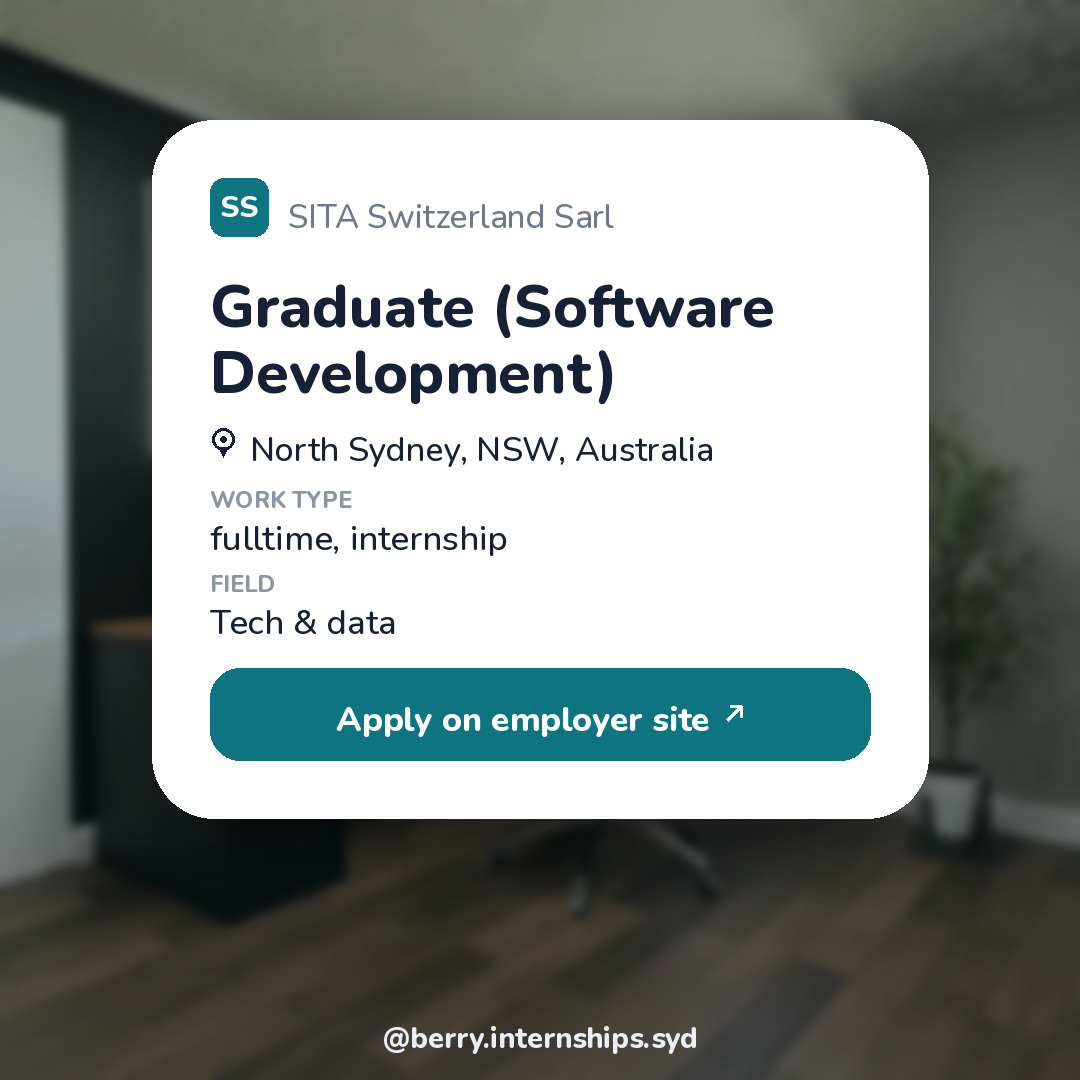 SS
SITA Switzerland Sarl
Graduate (Software
Development)
North Sydney, NSW, Australia
WORK TYPE
fulltime, internship
FIELD
Tech & data
Apply on employer site ↗
@berry.internships.syd